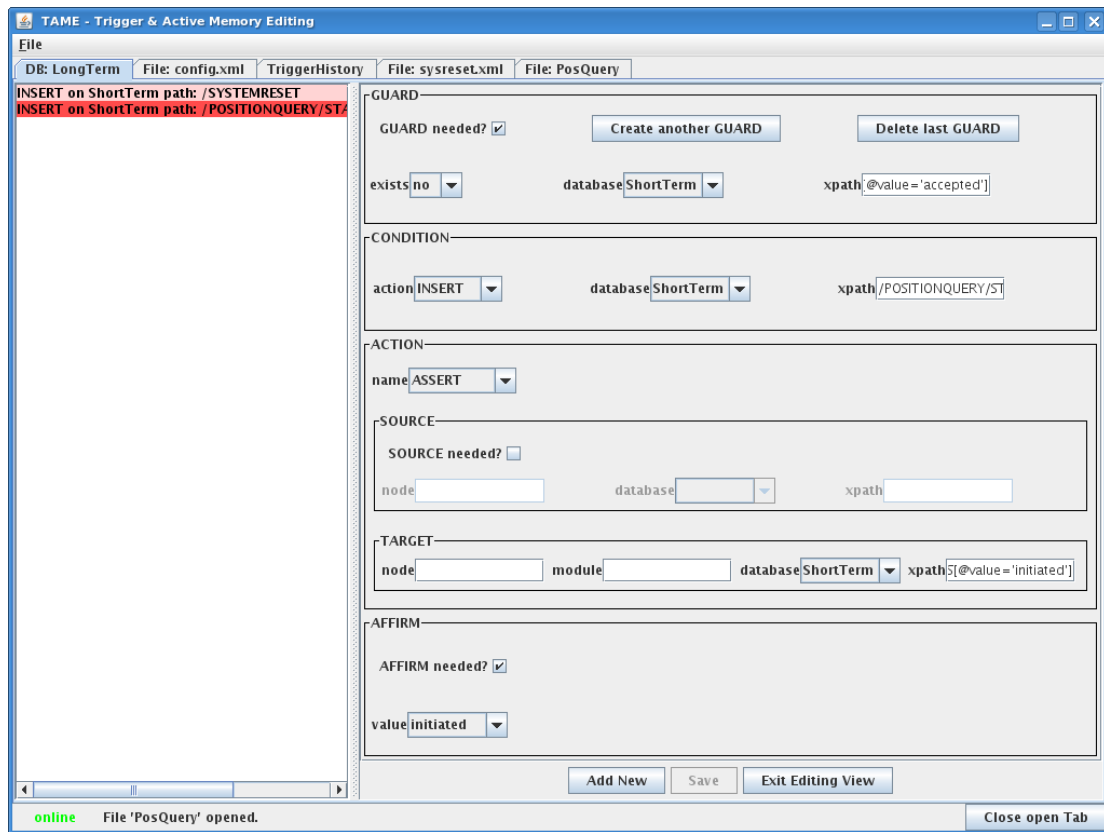 TAME - Trigger & Active Memory Editing
File
DB: LongTerm File: config.xml TriggerHistory File: sysreset.xml File: PosQuery
INSERT on ShortTerm path: /SYSTEMRESET
INSERT on ShortTerm path: /POSITIONQUERY/STA
GUARD
GUARD needed? Create another GUARD Delete last GUARD
exists no database ShortTerm xpath [@value='accepted']
CONDITION
action INSERT database ShortTerm xpath /POSITIONQUERY/ST
ACTION
name ASSERT
SOURCE
SOURCE needed?
node database xpath
TARGET
node module database ShortTerm xpath S[@value='initiated']
AFFIRM
AFFIRM needed?
value initiated
Add New Save Exit Editing View
online File 'PosQuery' opened. Close open Tab